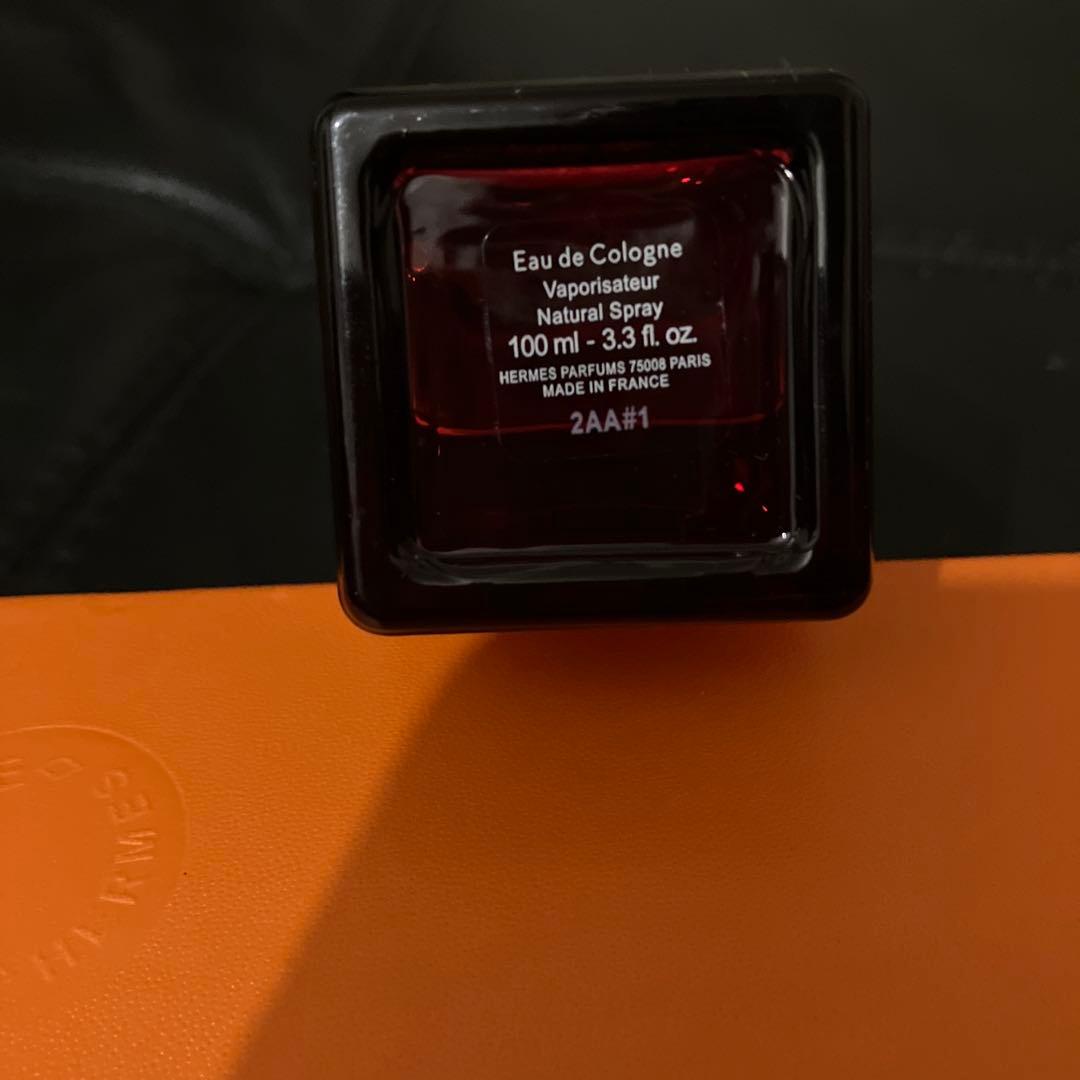 Eau de Cologne
Vaporisateur
Natural Spray
100 ml - 3.3 fl. oz.
HERMES PARFUMS 75008 PARIS
MADE IN FRANCE
2AA#1
HERMES